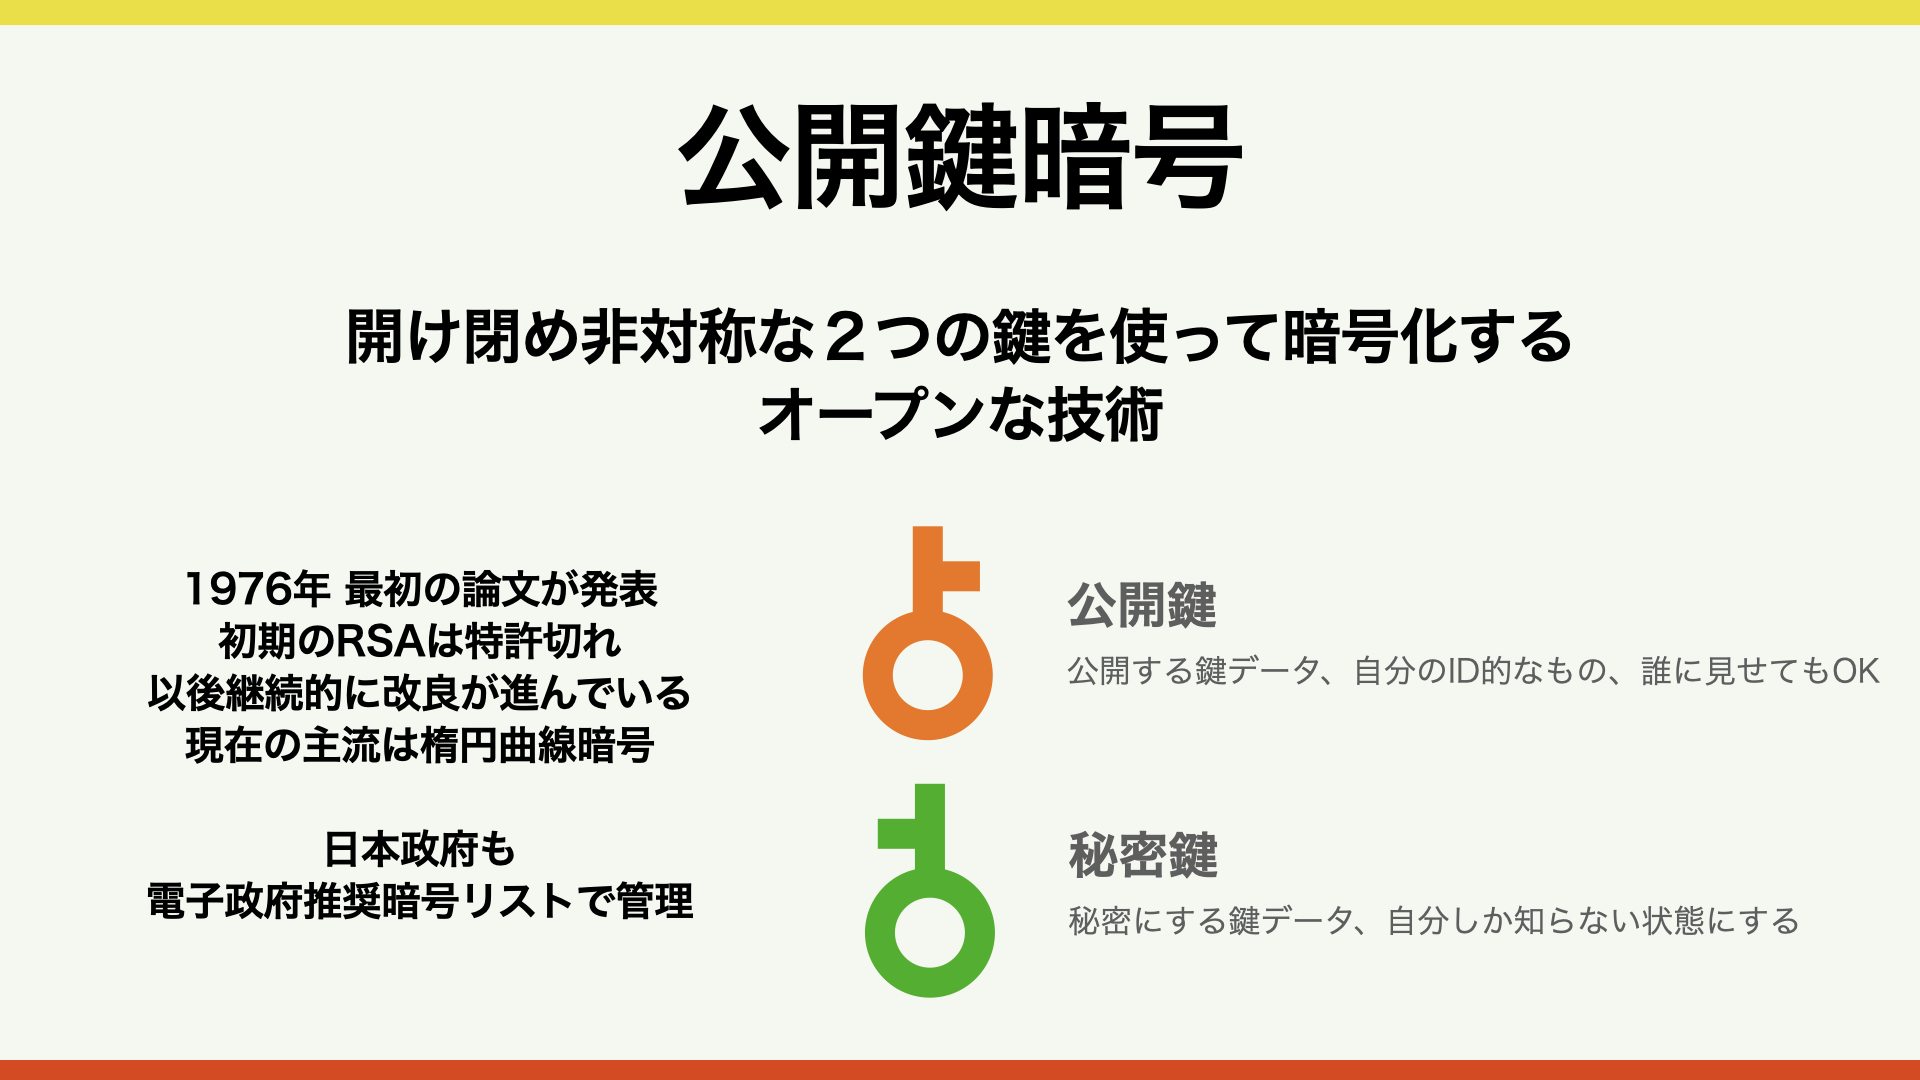 公開鍵暗号
開け閉め非対称な２つの鍵を使って暗号化する
オープンな技術
1976年 最初の論文が発表
初期のRSAは特許切れ
以後継続的に改良が進んでいる
現在の主流は楕円曲線暗号
日本政府も
電子政府推奨暗号リストで管理
公開鍵
公開する鍵データ、自分のID的なもの、誰に見せてもOK
秘密鍵
秘密にする鍵データ、自分しか知らない状態にする